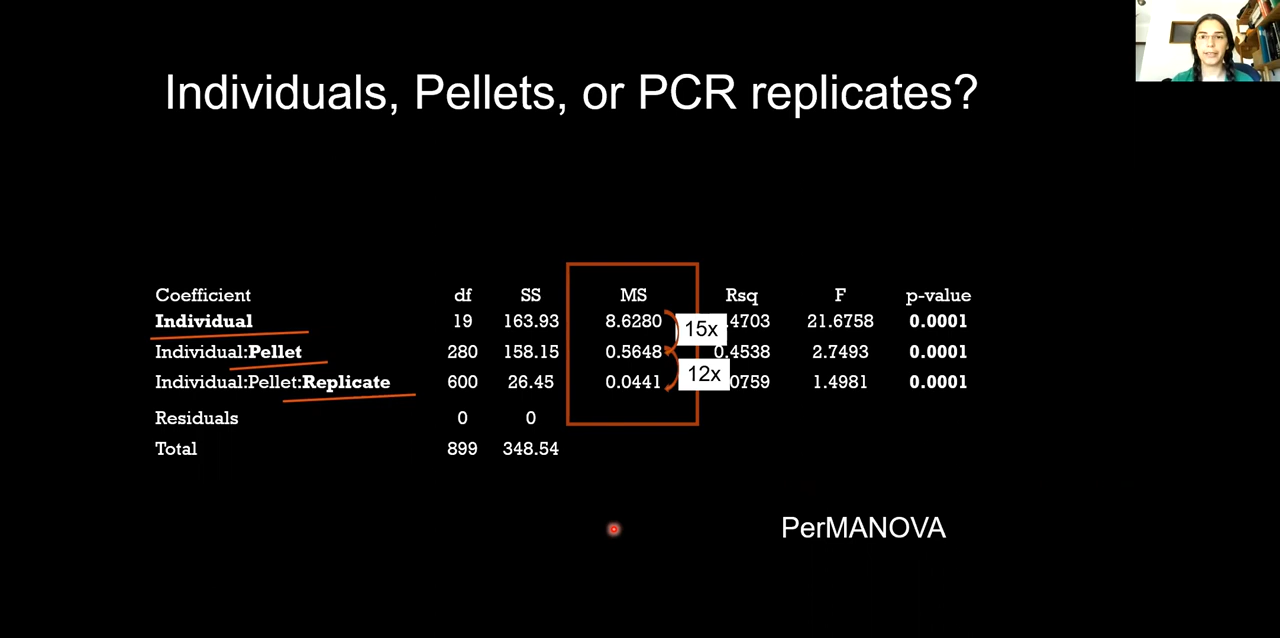 Individuals, Pellets, or PCR replicates?
Coefficient df SS MS Rsq F p-value
Individual 19 163.93 8.6280 15x .4703 21.6758 0.0001
Individual:Pellet 280 158.15 0.5648 0.4538 2.7493 0.0001
Individual:Pellet:Replicate 600 26.45 0.0441 12x .0759 1.4981 0.0001
Residuals 0 0
Total 899 348.54
PerMANOVA